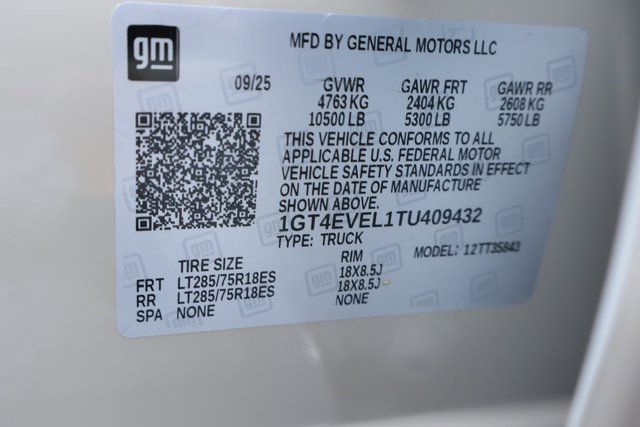 gm
MFD BY GENERAL MOTORS LLC
09/25 GVWR GAWR FRT GAWR RR
4763 KG 2404 KG 2608 KG
10500 LB 5300 LB 5750 LB
THIS VEHICLE CONFORMS TO ALL
APPLICABLE U.S. FEDERAL MOTOR
VEHICLE SAFETY STANDARDS IN EFFECT
ON THE DATE OF MANUFACTURE
SHOWN ABOVE.
1GT4EVEL1TU409432
TYPE: TRUCK MODEL: 12TT35843
TIRE SIZE RIM
FRT LT285/75R18ES 18X8.5J
RR LT285/75R18ES 18X8.5J
SPA NONE NONE